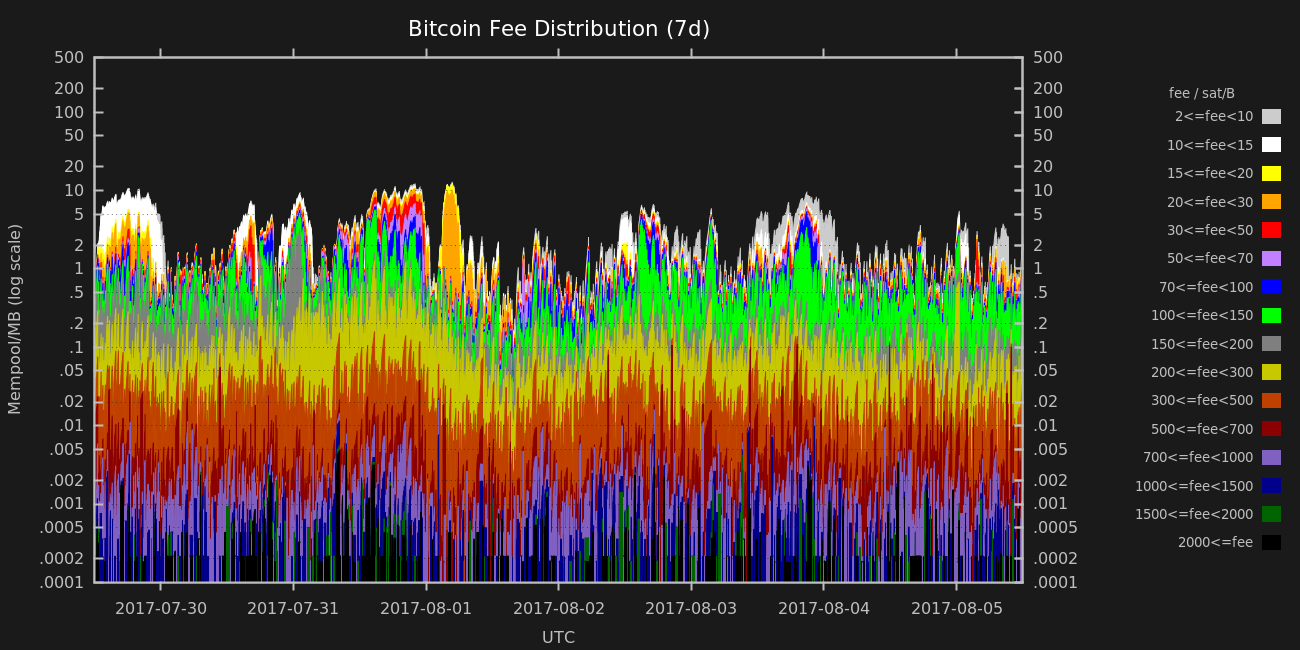 Bitcoin Fee Distribution (7d)
Mempool/MB (log scale)
500
200
100
50
20
10
5
2
1
.5
.2
.1
.05
.02
.01
.005
.002
.001
.0005
.0002
.0001
500
200
100
50
20
10
5
2
1
.5
.2
.1
.05
.02
.01
.005
.002
.001
.0005
.0002
.0001
2017-07-30 2017-07-31 2017-08-01 2017-08-02 2017-08-03 2017-08-04 2017-08-05
UTC
fee / sat/B
2<=fee<10
10<=fee<15
15<=fee<20
20<=fee<30
30<=fee<50
50<=fee<70
70<=fee<100
100<=fee<150
150<=fee<200
200<=fee<300
300<=fee<500
500<=fee<700
700<=fee<1000
1000<=fee<1500
1500<=fee<2000
2000<=fee